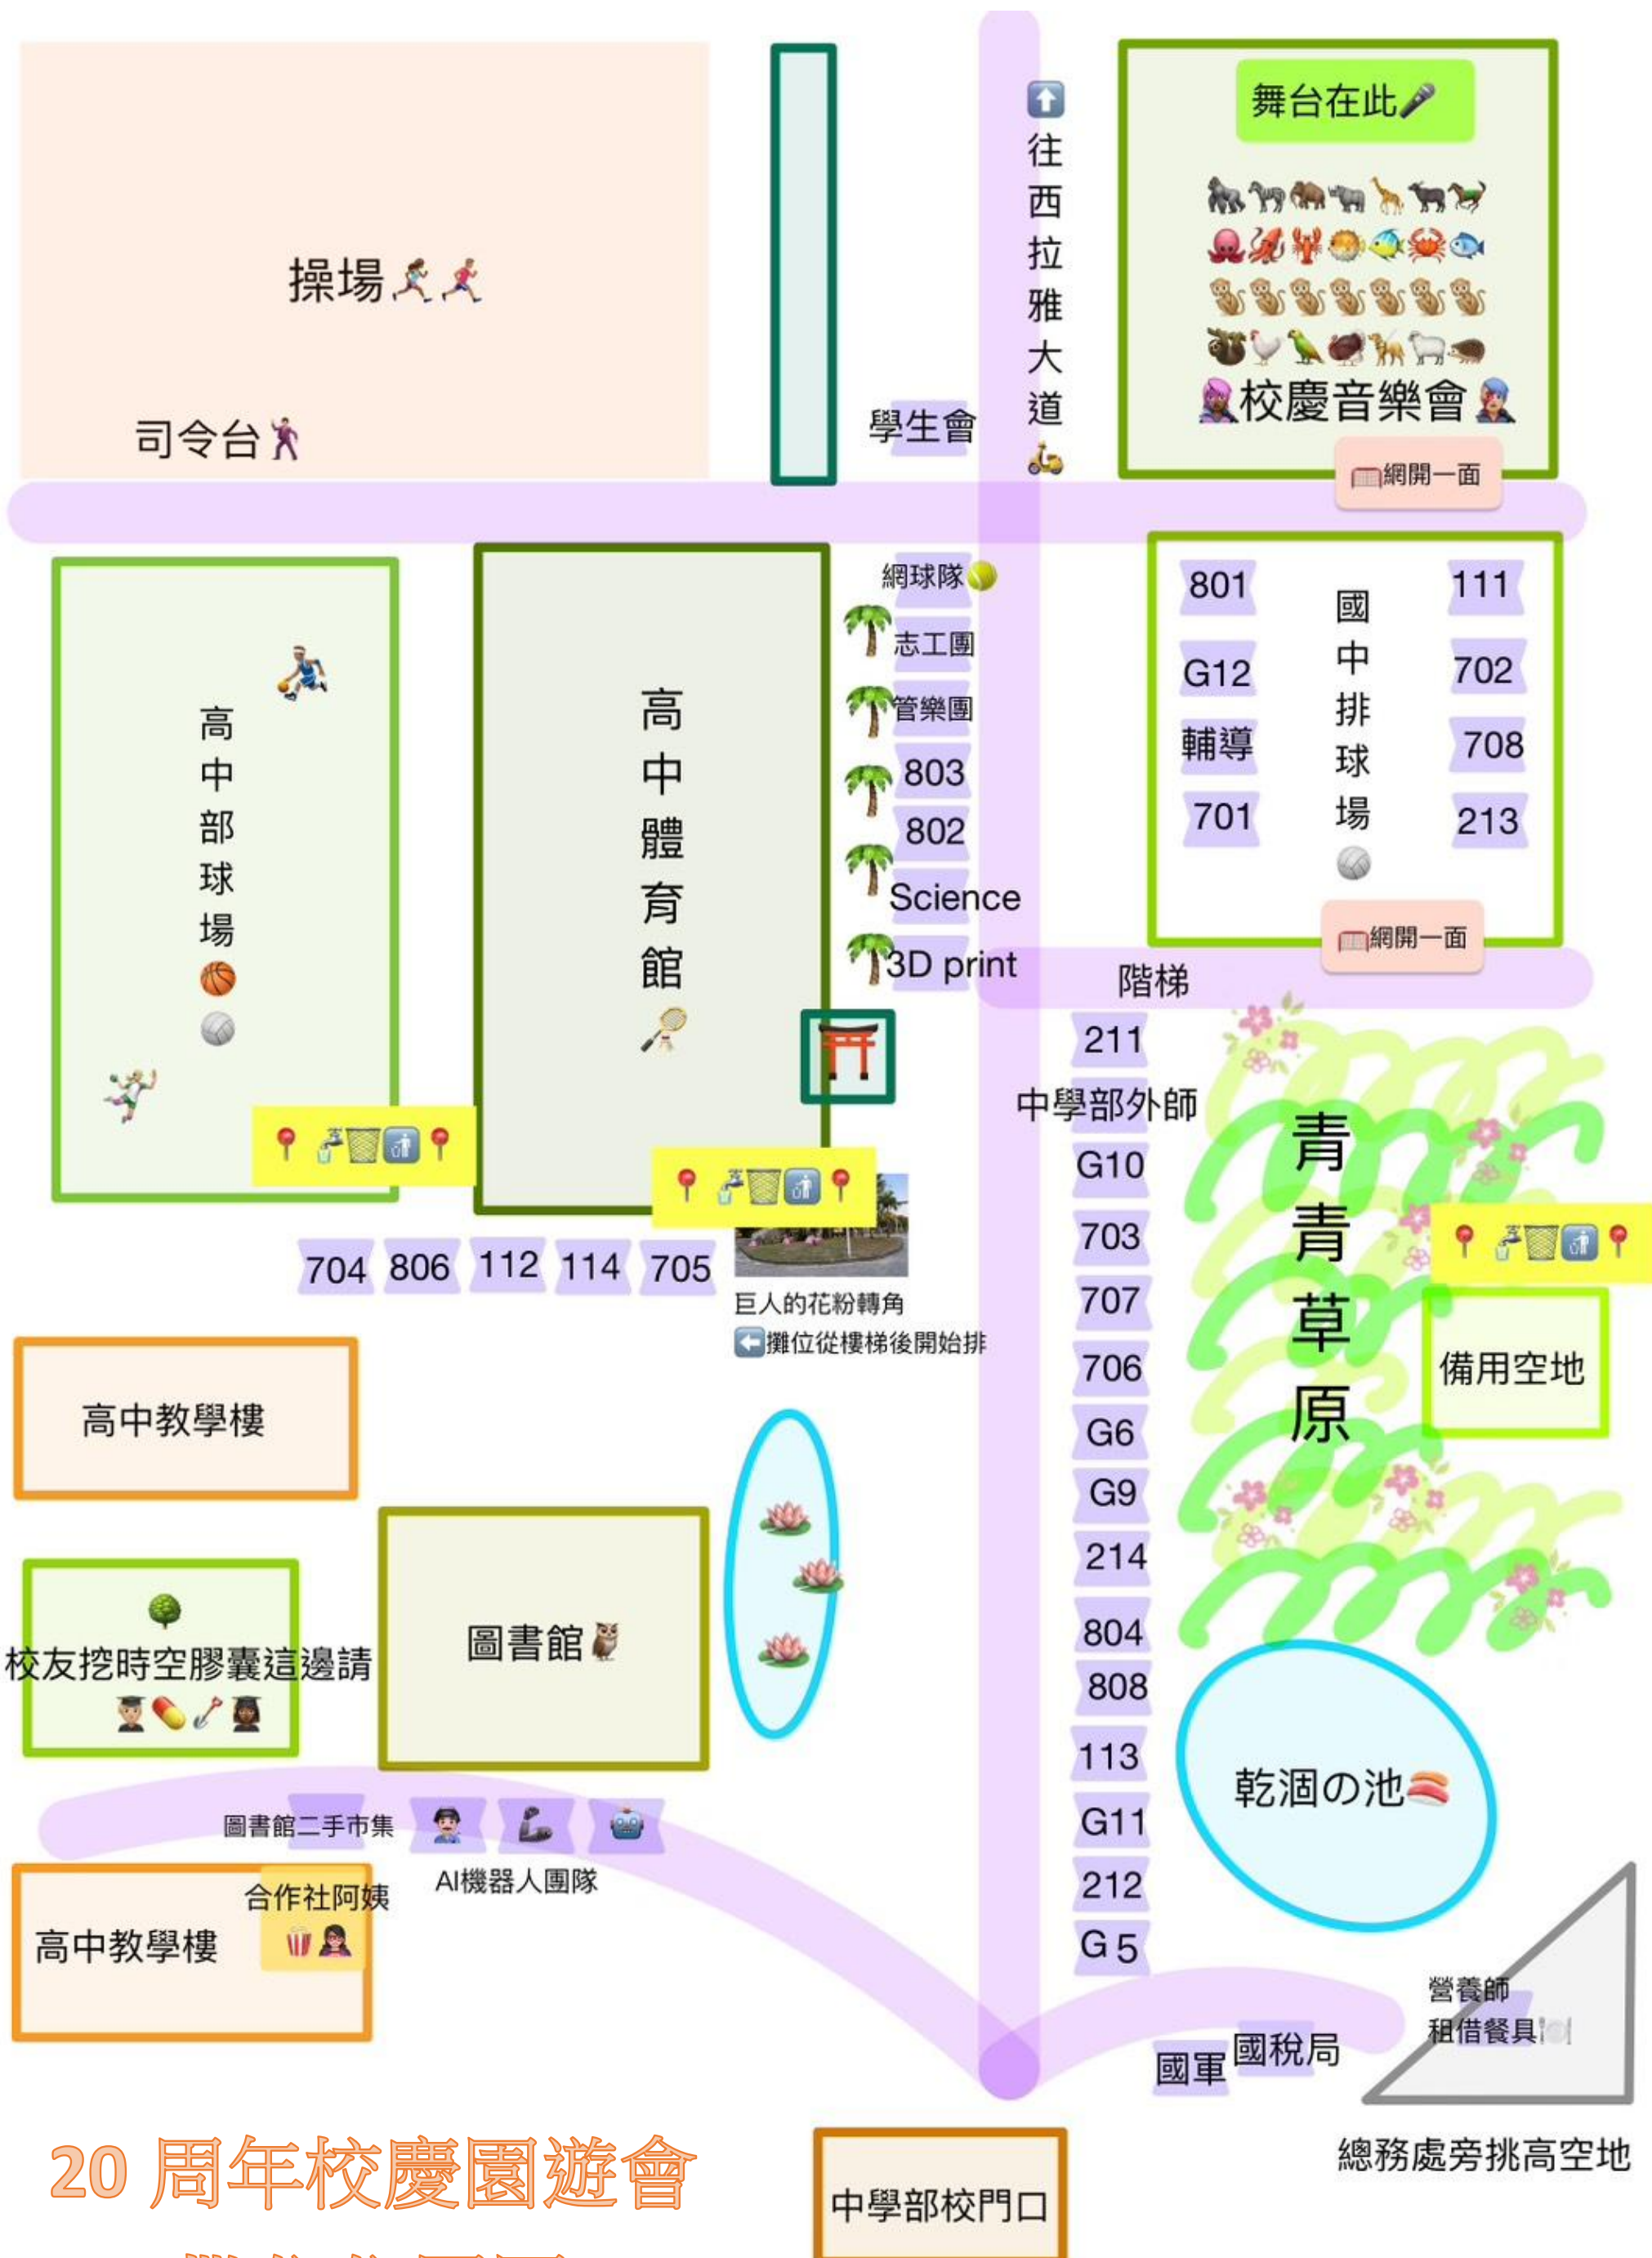 舞台在此
往西拉雅大道
操場
司令台
學生會
校慶音樂會
網開一面
網球隊
志工團
管樂團
803
802
Science
3D print
801
G12
輔導
701
國中排球場
111
702
708
213
網開一面
高中部球場
高中體育館
階梯
211
中學部外師
G10
703
707
706
G6
G9
214
804
808
113
G11
212
G 5
青青草原
備用空地
704 806 112 114 705
巨人的花粉轉角
攤位從樓梯後開始排
高中教學樓
校友挖時空膠囊這邊請
圖書館
乾涸の池
圖書館二手市集
AI機器人團隊
合作社阿姨
高中教學樓
營養師
租借餐具
國軍
國稅局
總務處旁挑高空地
20 周年校慶園遊會
中學部校門口